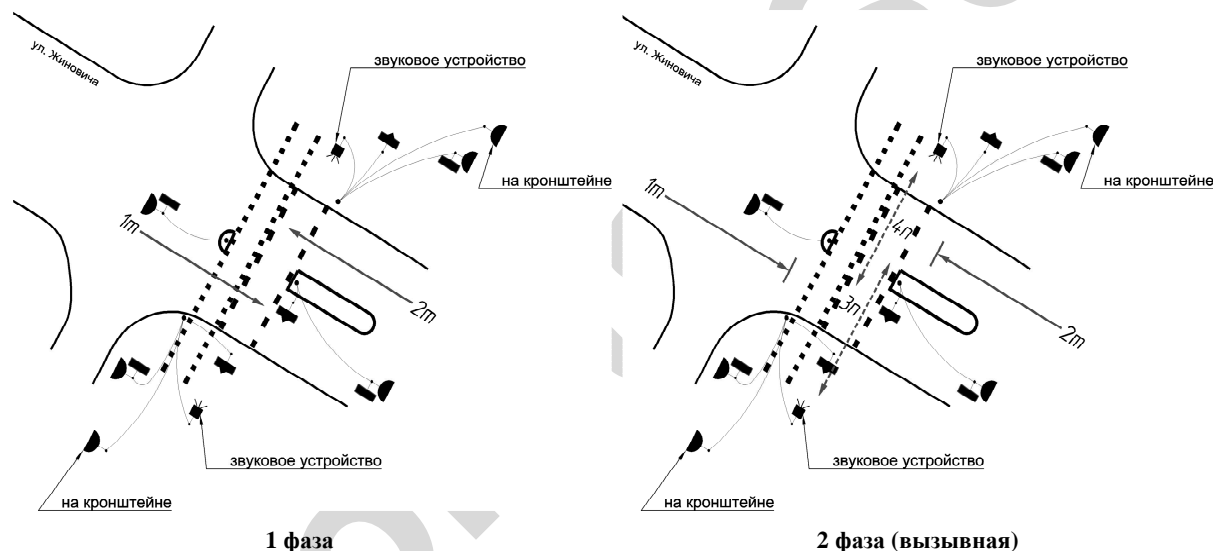 ул. Жиновича
звуковое устройство
на кронштейне
1т
2т
звуковое устройство
на кронштейне
1 фаза
ул. Жиновича
звуковое устройство
на кронштейне
1т
4п
3п
2т
звуковое устройство
на кронштейне
2 фаза (вызывная)